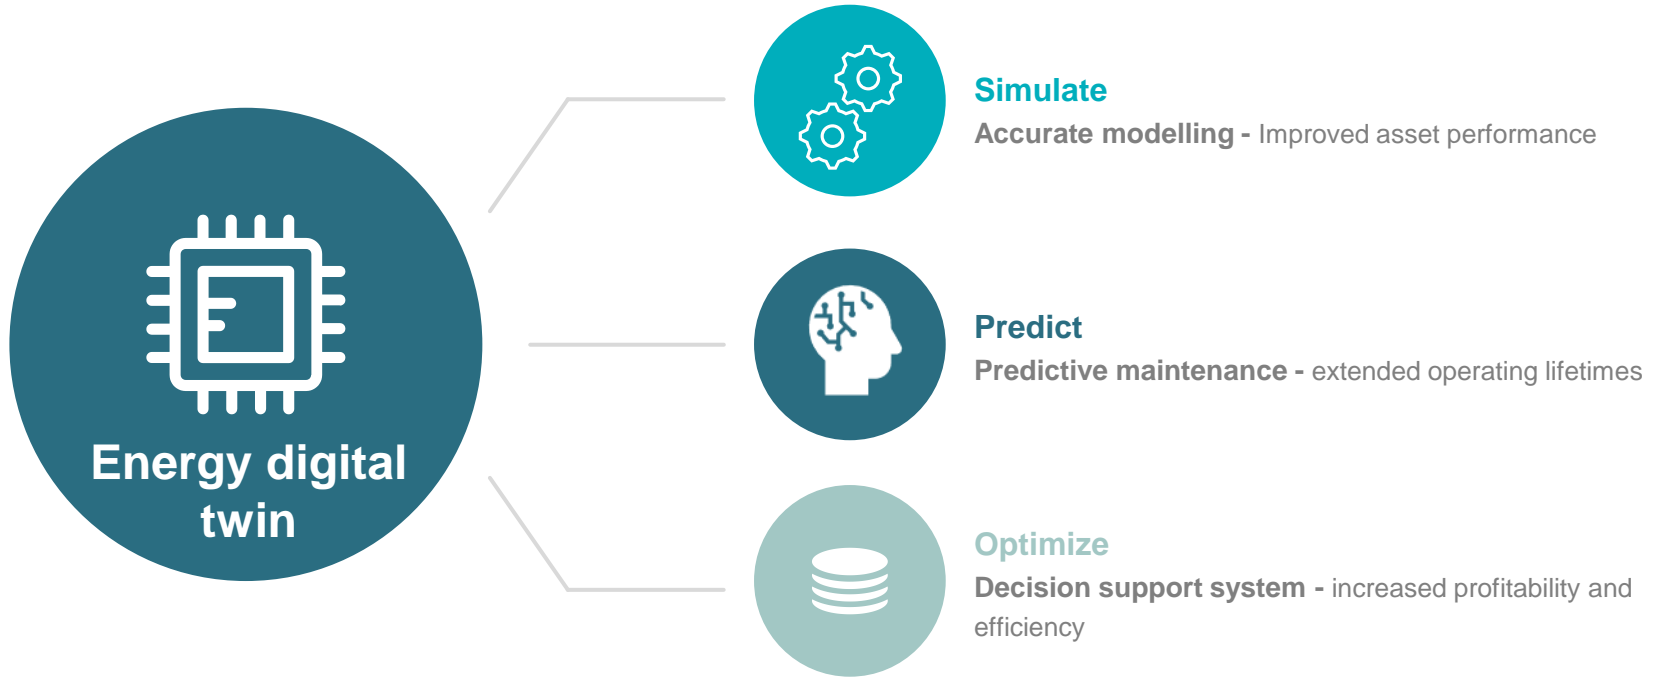 Energy digital
twin
Simulate
Accurate modelling - Improved asset performance
Predict
Predictive maintenance - extended operating lifetimes
Optimize
Decision support system - increased profitability and
efficiency